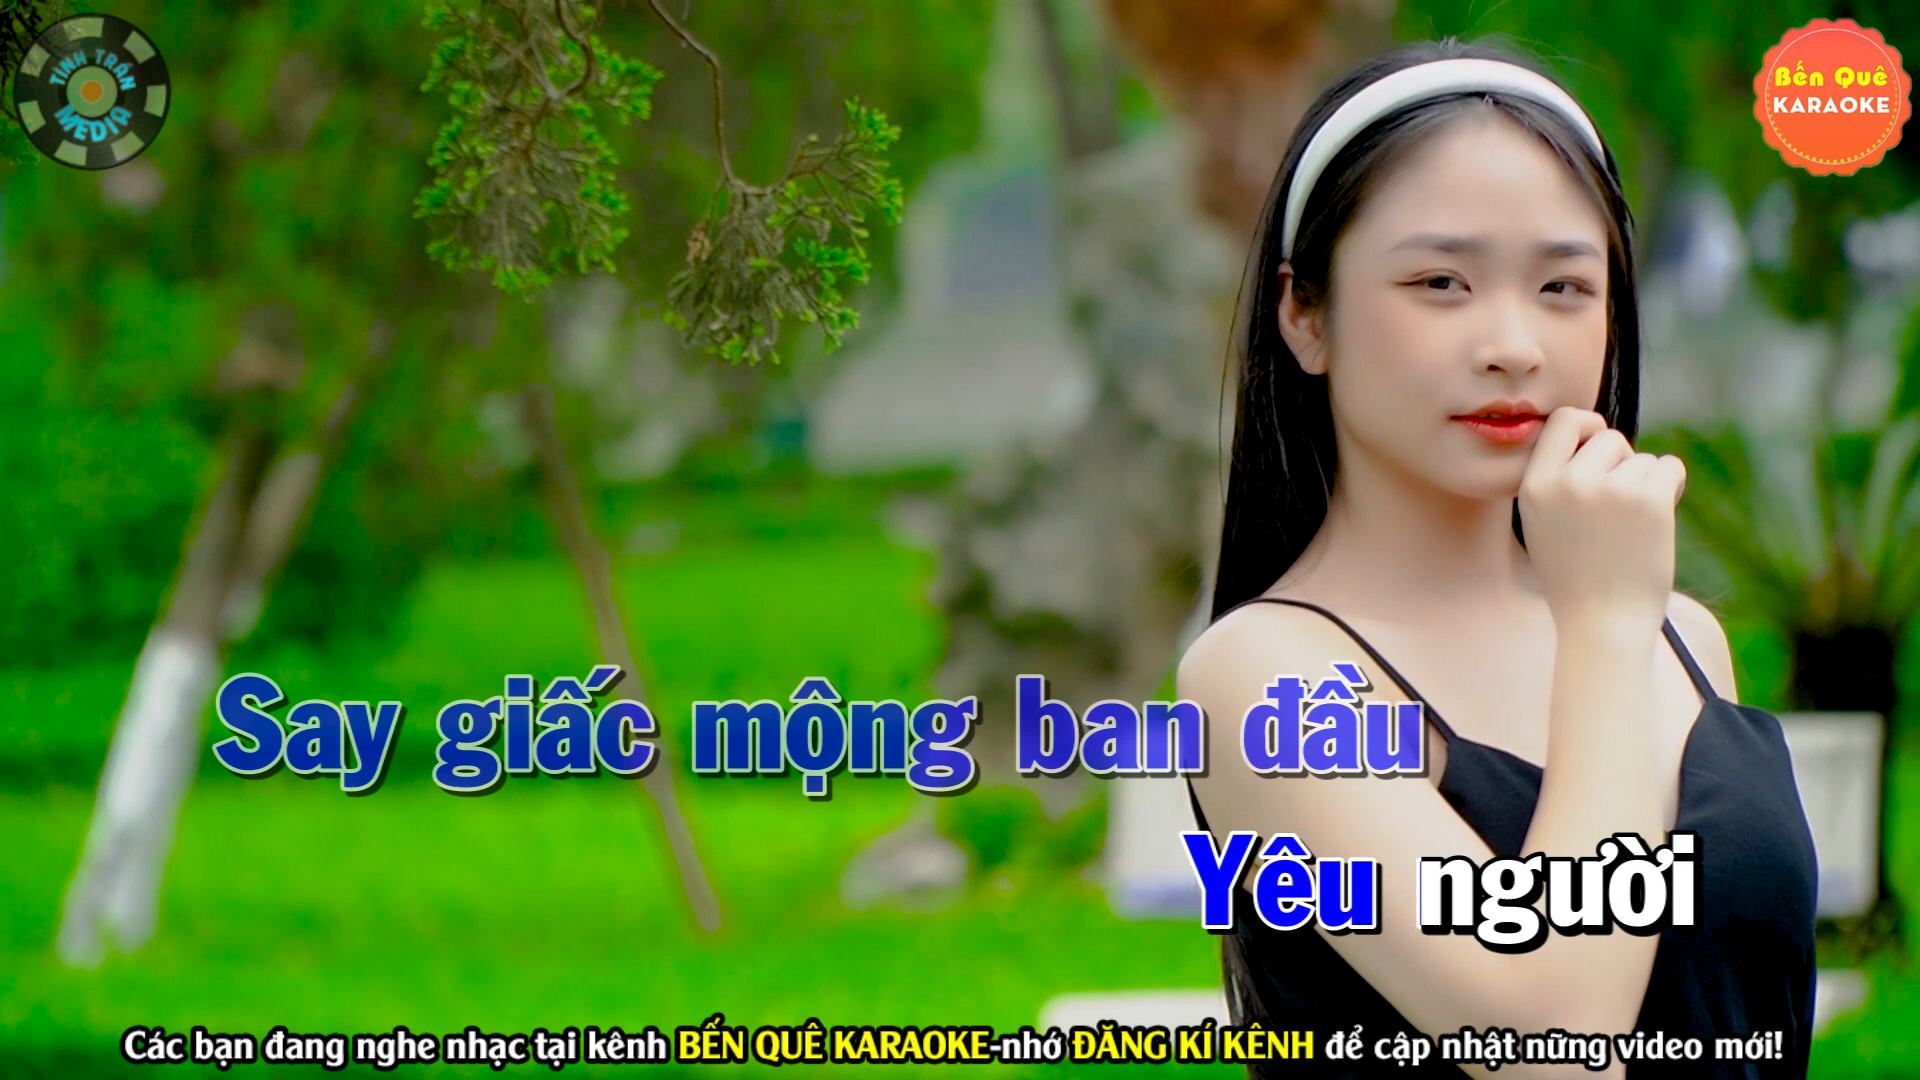 TÌNH TRẦN
MEDIA
Bến Quê
KARAOKE
Say giấc mộng ban đầu
Yêu người
Các bạn đang nghe nhạc tại kênh BẾN QUÊ KARAOKE-nhớ ĐĂNG KÍ KÊNH để cập nhật nững video mới!